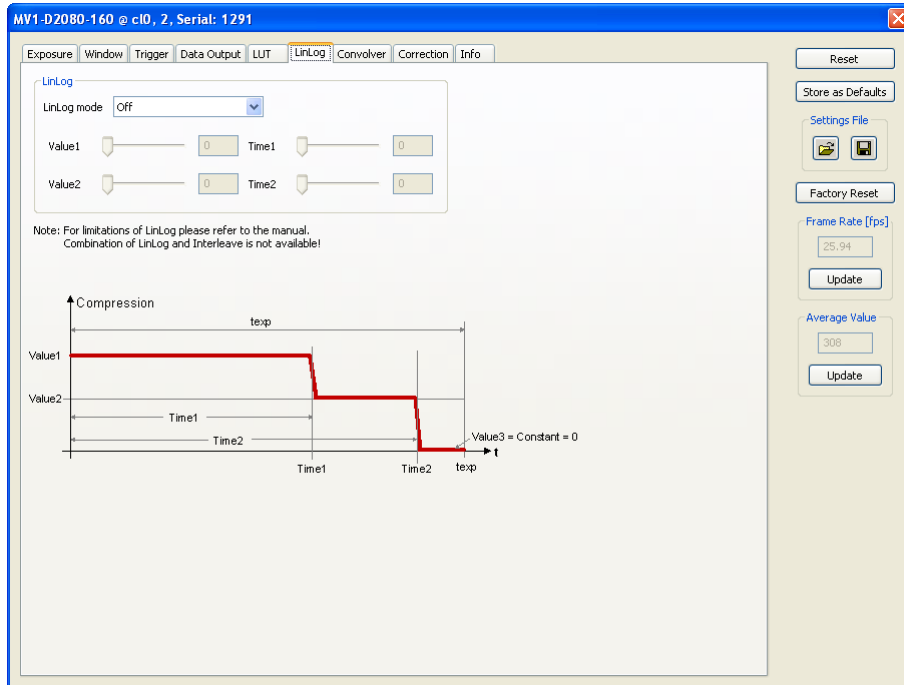 MV1-D2080-160 @ cl0, 2, Serial: 1291
Exposure Window Trigger Data Output LUT LinLog Convolver Correction Info
LinLog
LinLog mode Off
Value1 0 Time1 0
Value2 0 Time2 0
Note: For limitations of LinLog please refer to the manual.
Combination of LinLog and Interleave is not available!
Compression
texp
Value1
Value2
Time1
Time2
Value3 = Constant = 0
t
Time1 Time2 texp
Reset
Store as Defaults
Settings File
Factory Reset
Frame Rate [fps]
25.94
Update
Average Value
308
Update